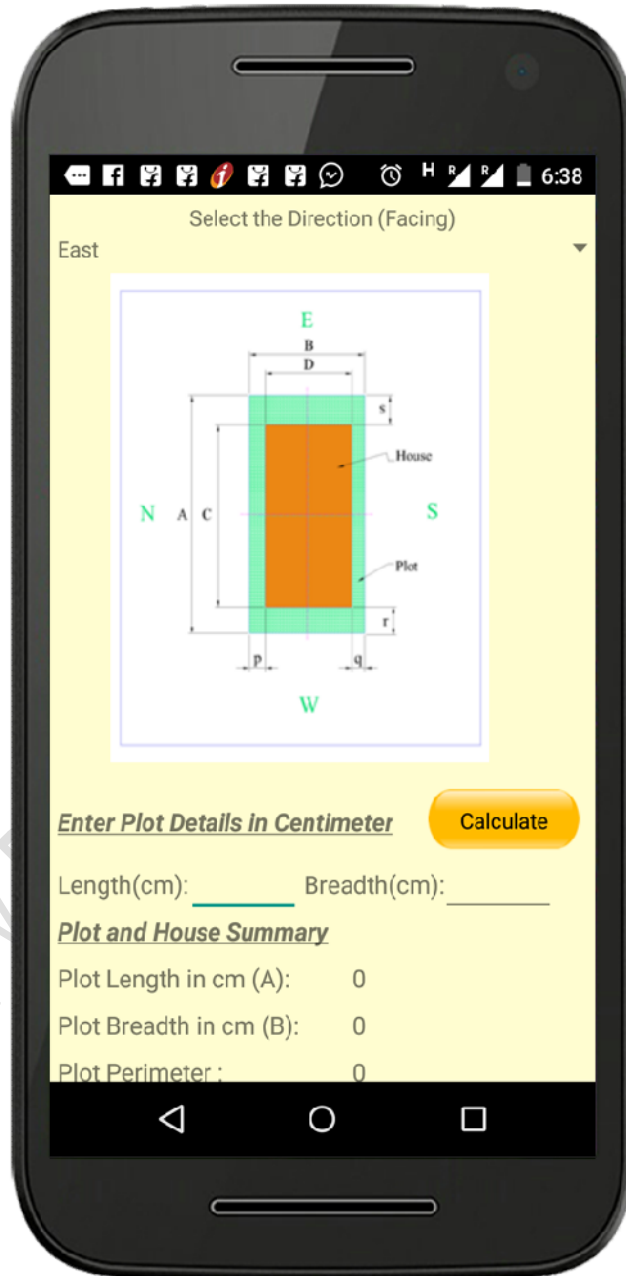 H R R 6:38
Select the Direction (Facing)
East
E
B
D
s
House
N A C S
Plot
r
p q
W
Enter Plot Details in Centimeter Calculate
Length(cm): Breadth(cm):
Plot and House Summary
Plot Length in cm (A): 0
Plot Breadth in cm (B): 0
Plot Perimeter : 0